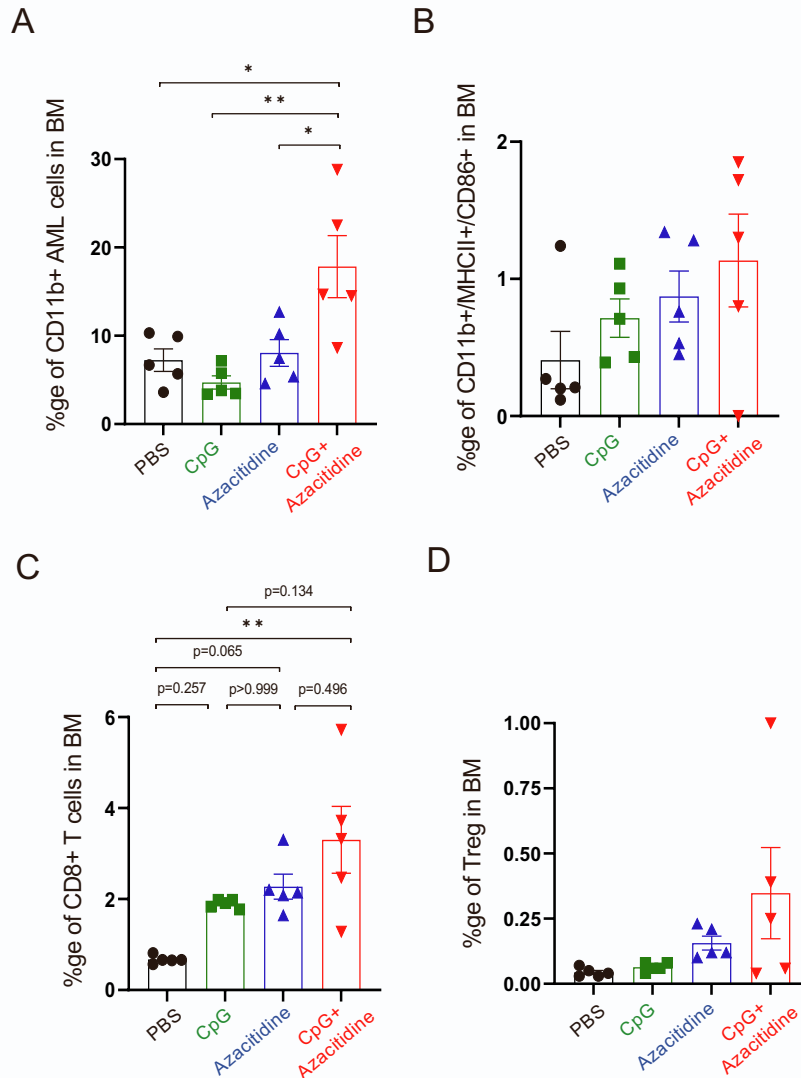 A
*
**
*
%ge of CD11b+ AML cells in BM
30
20
10
0
PBS
CpG
Azacitidine
CpG+
Azacitidine
B
%ge of CD11b+/MHCII+/CD86+ in BM
2
1
0
PBS
CpG
Azacitidine
CpG+
Azacitidine
C
p=0.134
**
p=0.065
p=0.257
p>0.999
p=0.496
%ge of CD8+ T cells in BM
6
4
2
0
PBS
CpG
Azacitidine
CpG+
Azacitidine
D
%ge of Treg in BM
1.00
0.75
0.50
0.25
0.00
PBS
CpG
Azacitidine
CpG+
Azacitidine